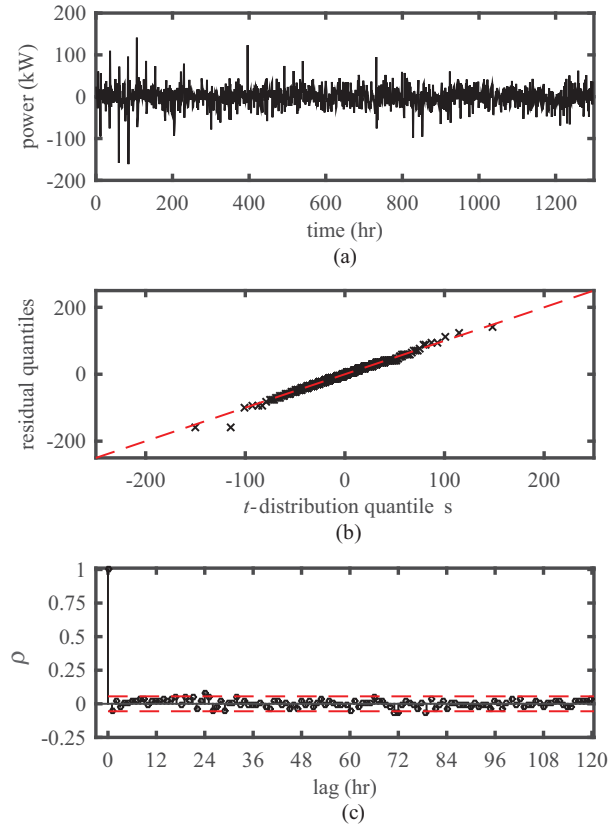 200
100
0
-100
-200
power (kW)
0 200 400 600 800 1000 1200
time (hr)
(a)
200
0
-200
residual quantiles
-200 -100 0 100 200
t-distribution quantile s
(b)
1
0.75
0.5
0.25
0
-0.25
ρ
0 12 24 36 48 60 72 84 96 108 120
lag (hr)
(c)